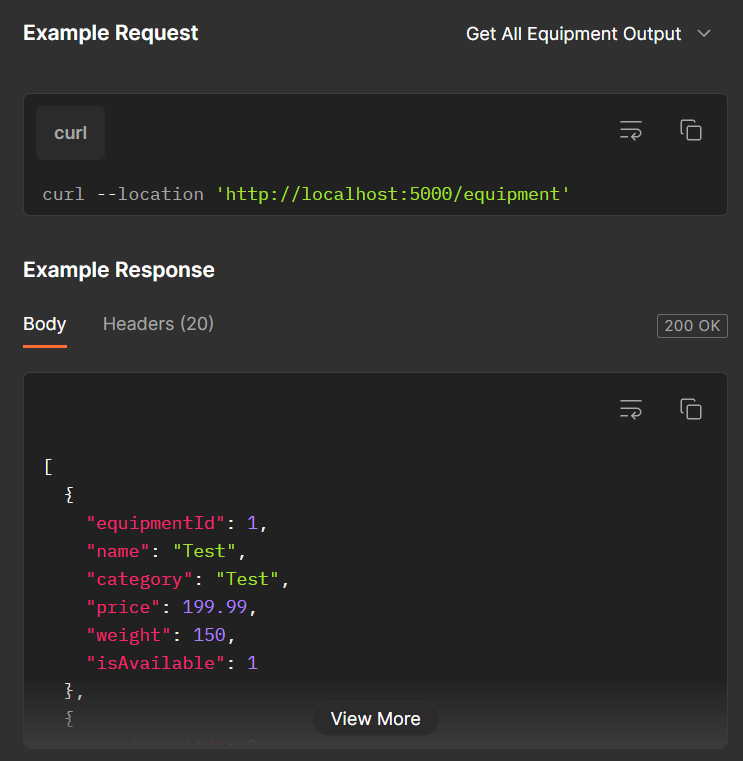 Example Request
Get All Equipment Output
curl
curl --location 'http://localhost:5000/equipment'
Example Response
Body
Headers (20)
200 OK
[
{
"equipmentId": 1,
"name": "Test",
"category": "Test",
"price": 199.99,
"weight": 150,
"isAvailable": 1
},
{
View More